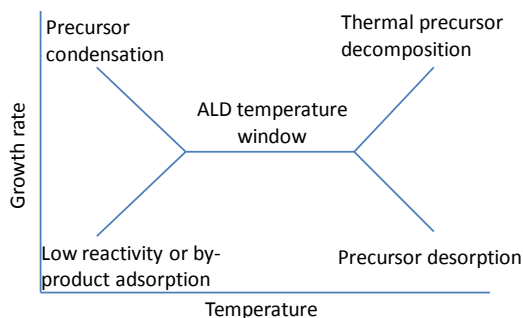 Precursor
condensation
Thermal precursor
decomposition
ALD temperature
window
Growth rate
Low reactivity or by-
product adsorption
Precursor desorption
Temperature